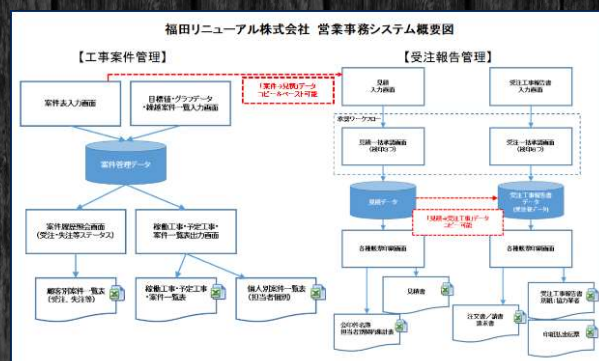 福田リニューアル株式会社 営業事務システム概要図
【工事案件管理】
【受注報告管理】
案件表入力画面
目標値・グラフデータ
・繰越案件一覧入力画面
「案件⇒見積」データ
コピー&ペースト可能
見積
入力画面
受注工事報告書
入力画面
承認ワークフロー
見積一括承認画面
受注一括承認画面
案件管理データ
見積データ
受注工事報告書
データ
「見積⇒受注工事」データ
コピー可能
案件履歴照会画面
(受注・失注等ステータス)
稼働工事・予定工事・
案件一覧表出力画面
各種帳票印刷画面
各種帳票印刷画面
顧客別案件一覧表
(受注、失注等)
稼働工事・予定工事
・案件一覧表
個人別案件一覧表
(担当者個別)
見積書
注文書/請書
請求書
受注工事報告書